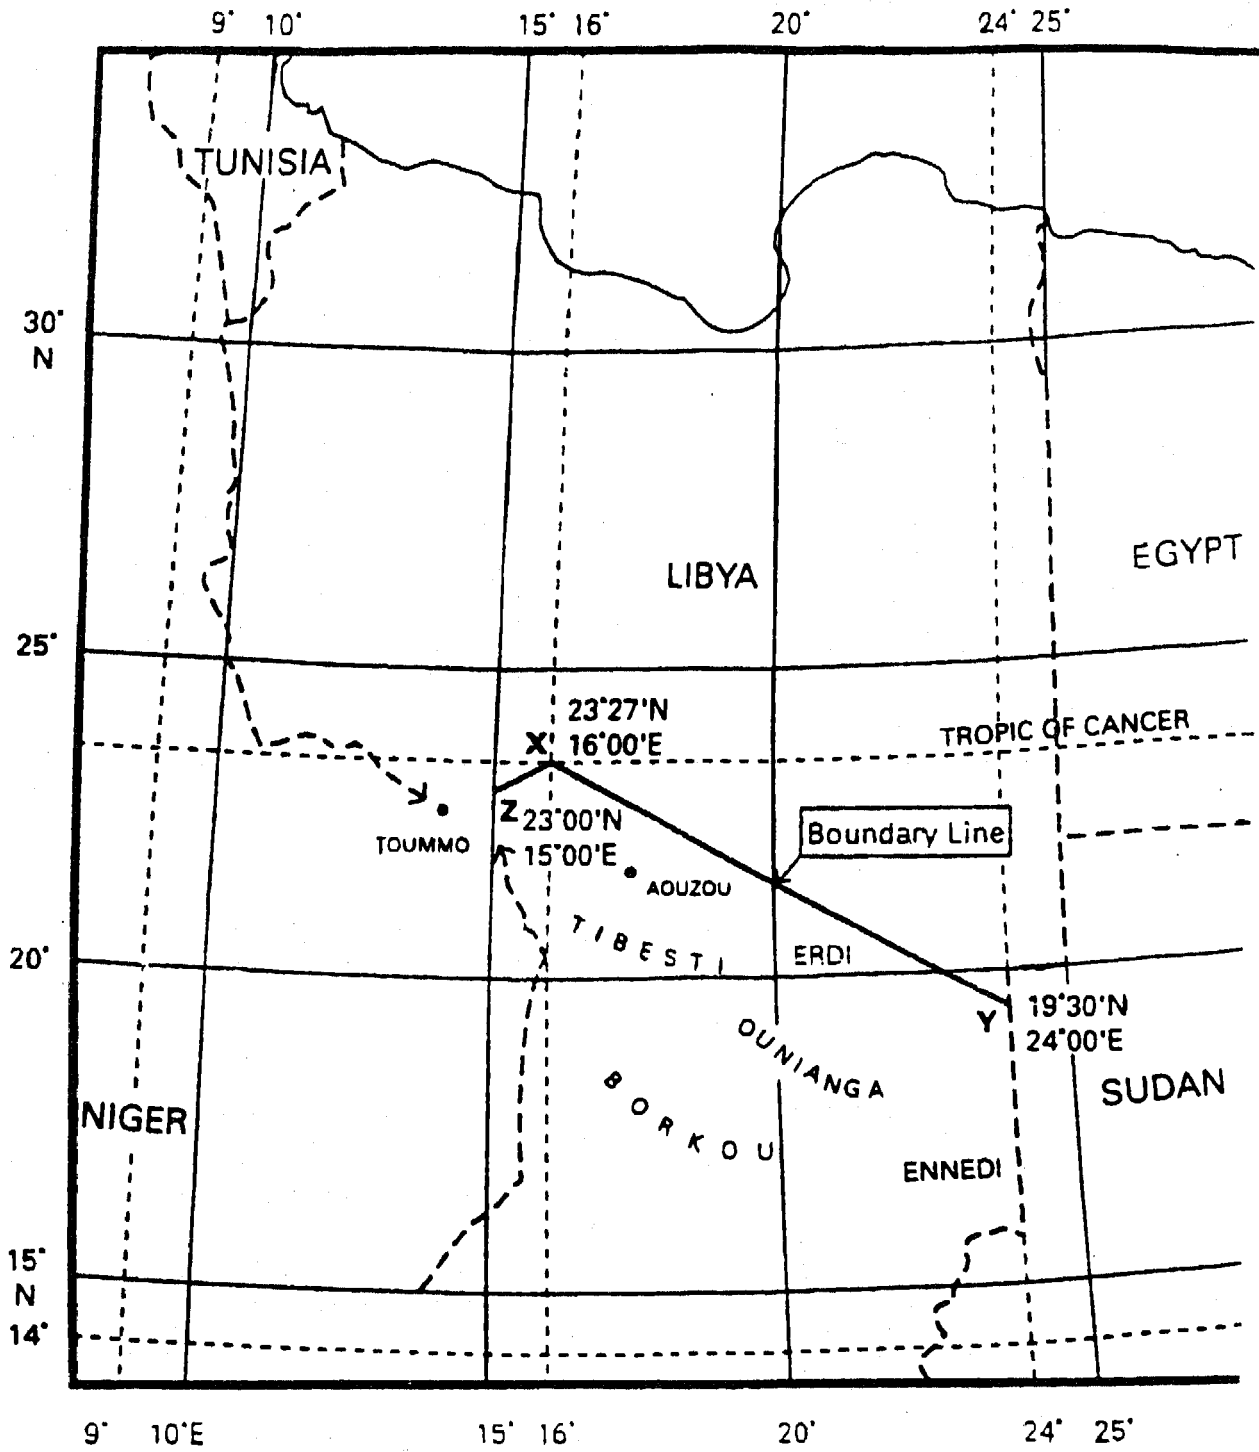 9° 10° 15° 16° 20° 24° 25°
TUNISIA
30°
N
EGYPT
LIBYA
25°
23°27'N
TROPIC OF CANCER
X 16°00'E
Z 23°00'N
Boundary Line
TOUMMO
15°00'E
AOUZOU
TIBESTI
ERDI
20°
19°30'N
Y
OUNIANGA
24°00'E
BORKOU
SUDAN
NIGER
ENNEDI
15°
N
14°
9° 10°E 15° 16° 20° 24° 25°